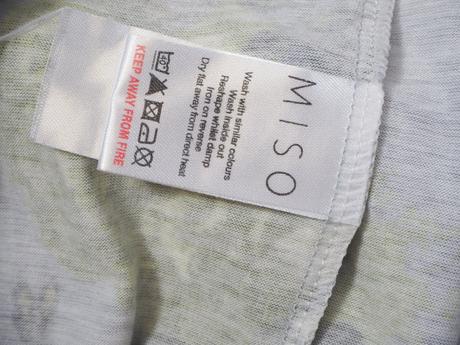 MISO
Wash with similar colours
Wash inside out
Reshape whilst damp
Iron on reverse
Dry flat away from direct heat
40°
KEEP AWAY FROM FIRE